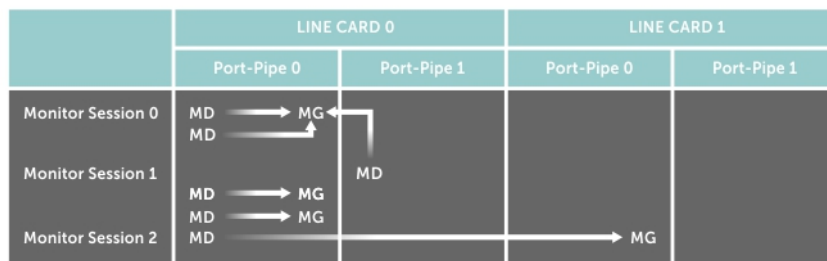 LINE CARD 0 LINE CARD 1
Port-Pipe 0 Port-Pipe 1 Port-Pipe 0 Port-Pipe 1
Monitor Session 0 MD MG
MD
Monitor Session 1 MD
MD MG
MD MG
Monitor Session 2 MD MG